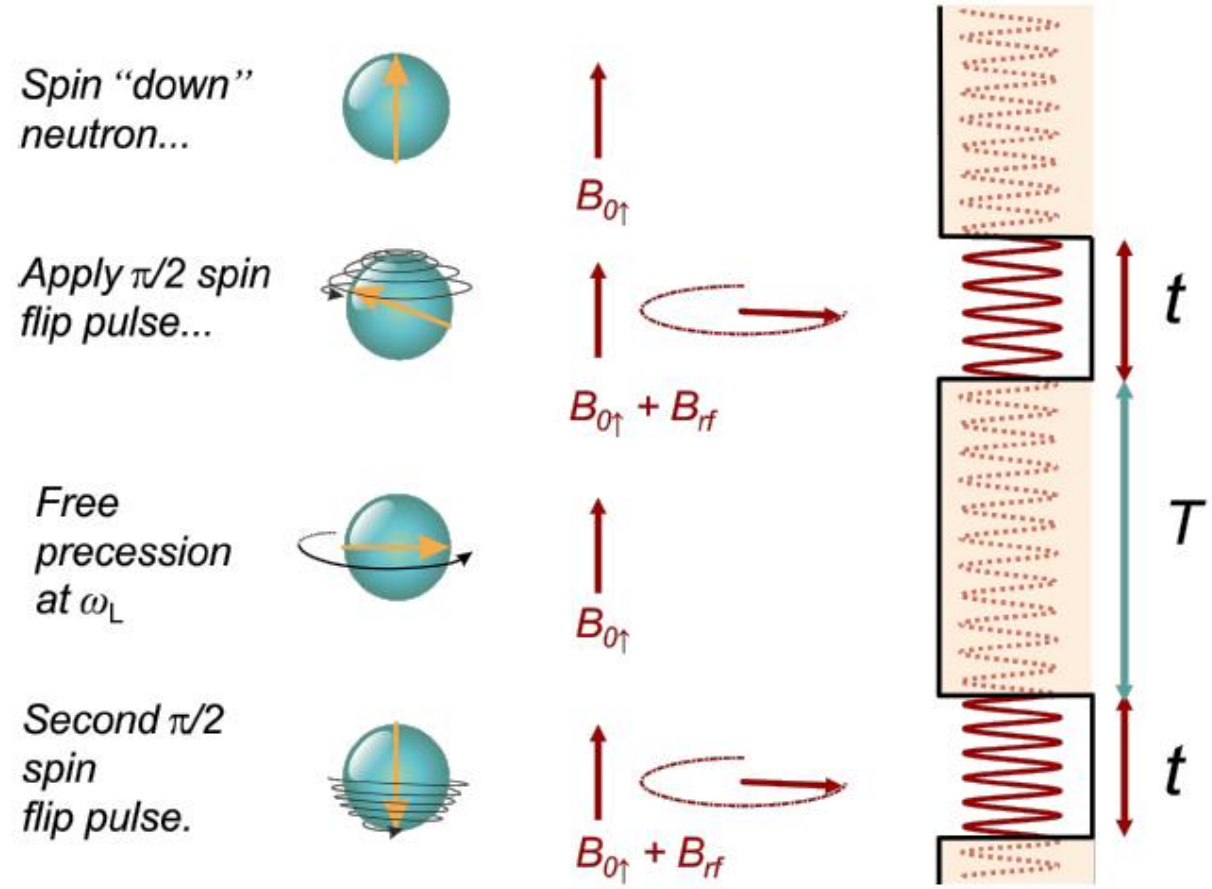 Spin “down”
neutron...
B0↑
Apply π/2 spin
flip pulse...
B0↑ + Brf
t
Free
precession
at ωL
B0↑
T
Second π/2
spin
flip pulse.
B0↑ + Brf
t